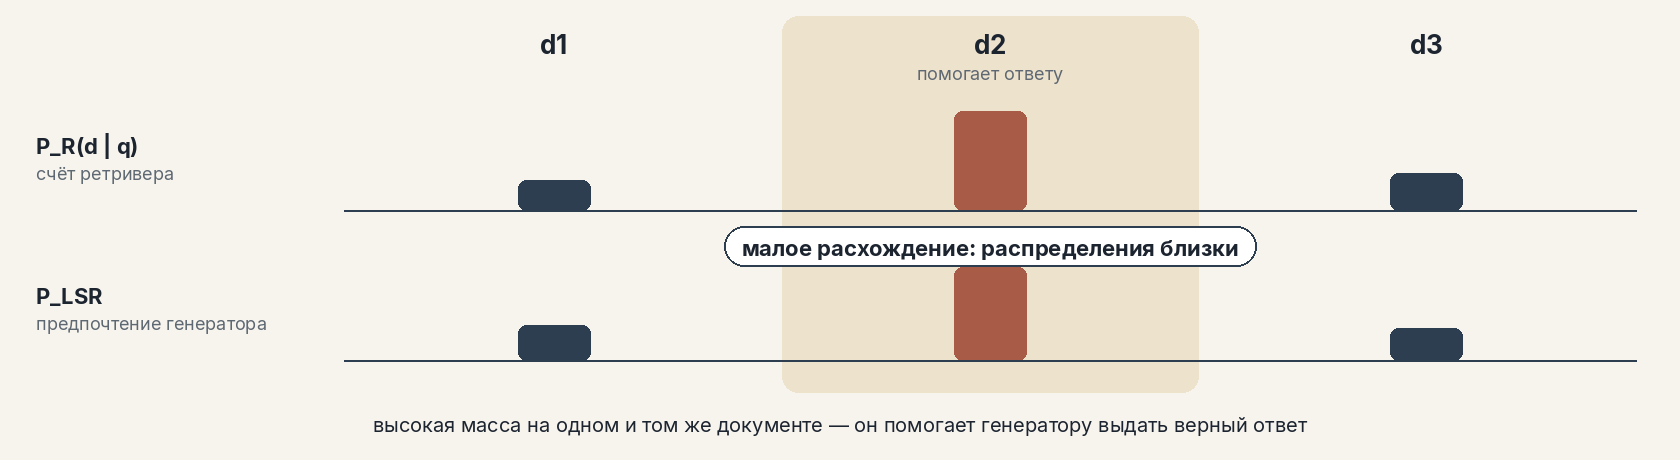 d1
d2
d3
помогает ответу
P_R(d | q)
счёт ретривера
малое расхождение: распределения близки
P_LSR
предпочтение генератора
высокая масса на одном и том же документе — он помогает генератору выдать верный ответ